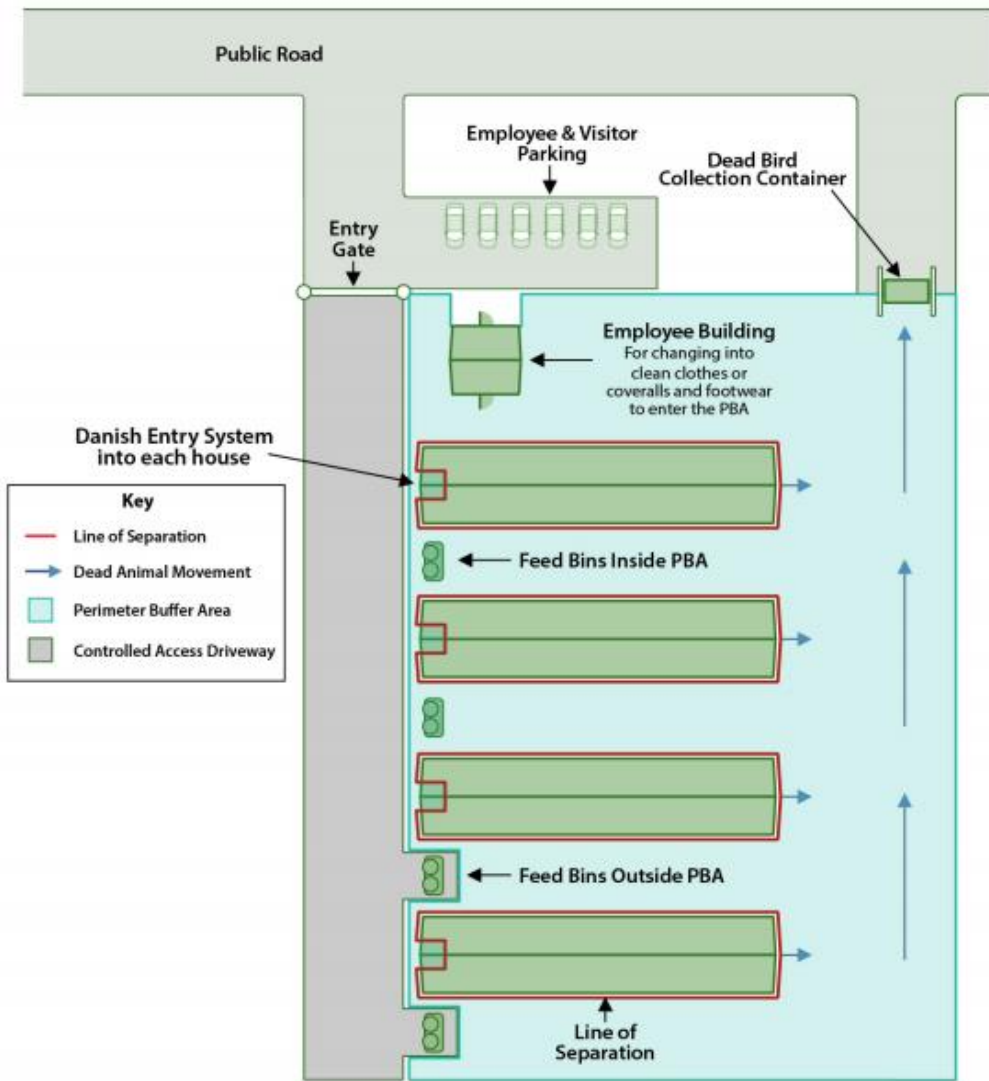 Public Road
Employee & Visitor
Parking
Dead Bird
Collection Container
Entry
Gate
Employee Building
For changing into
clean clothes or
coveralls and footwear
to enter the PBA
Danish Entry System
into each house
Key
Line of Separation
Dead Animal Movement
Perimeter Buffer Area
Controlled Access Driveway
Feed Bins Inside PBA
Feed Bins Outside PBA
Line of
Separation